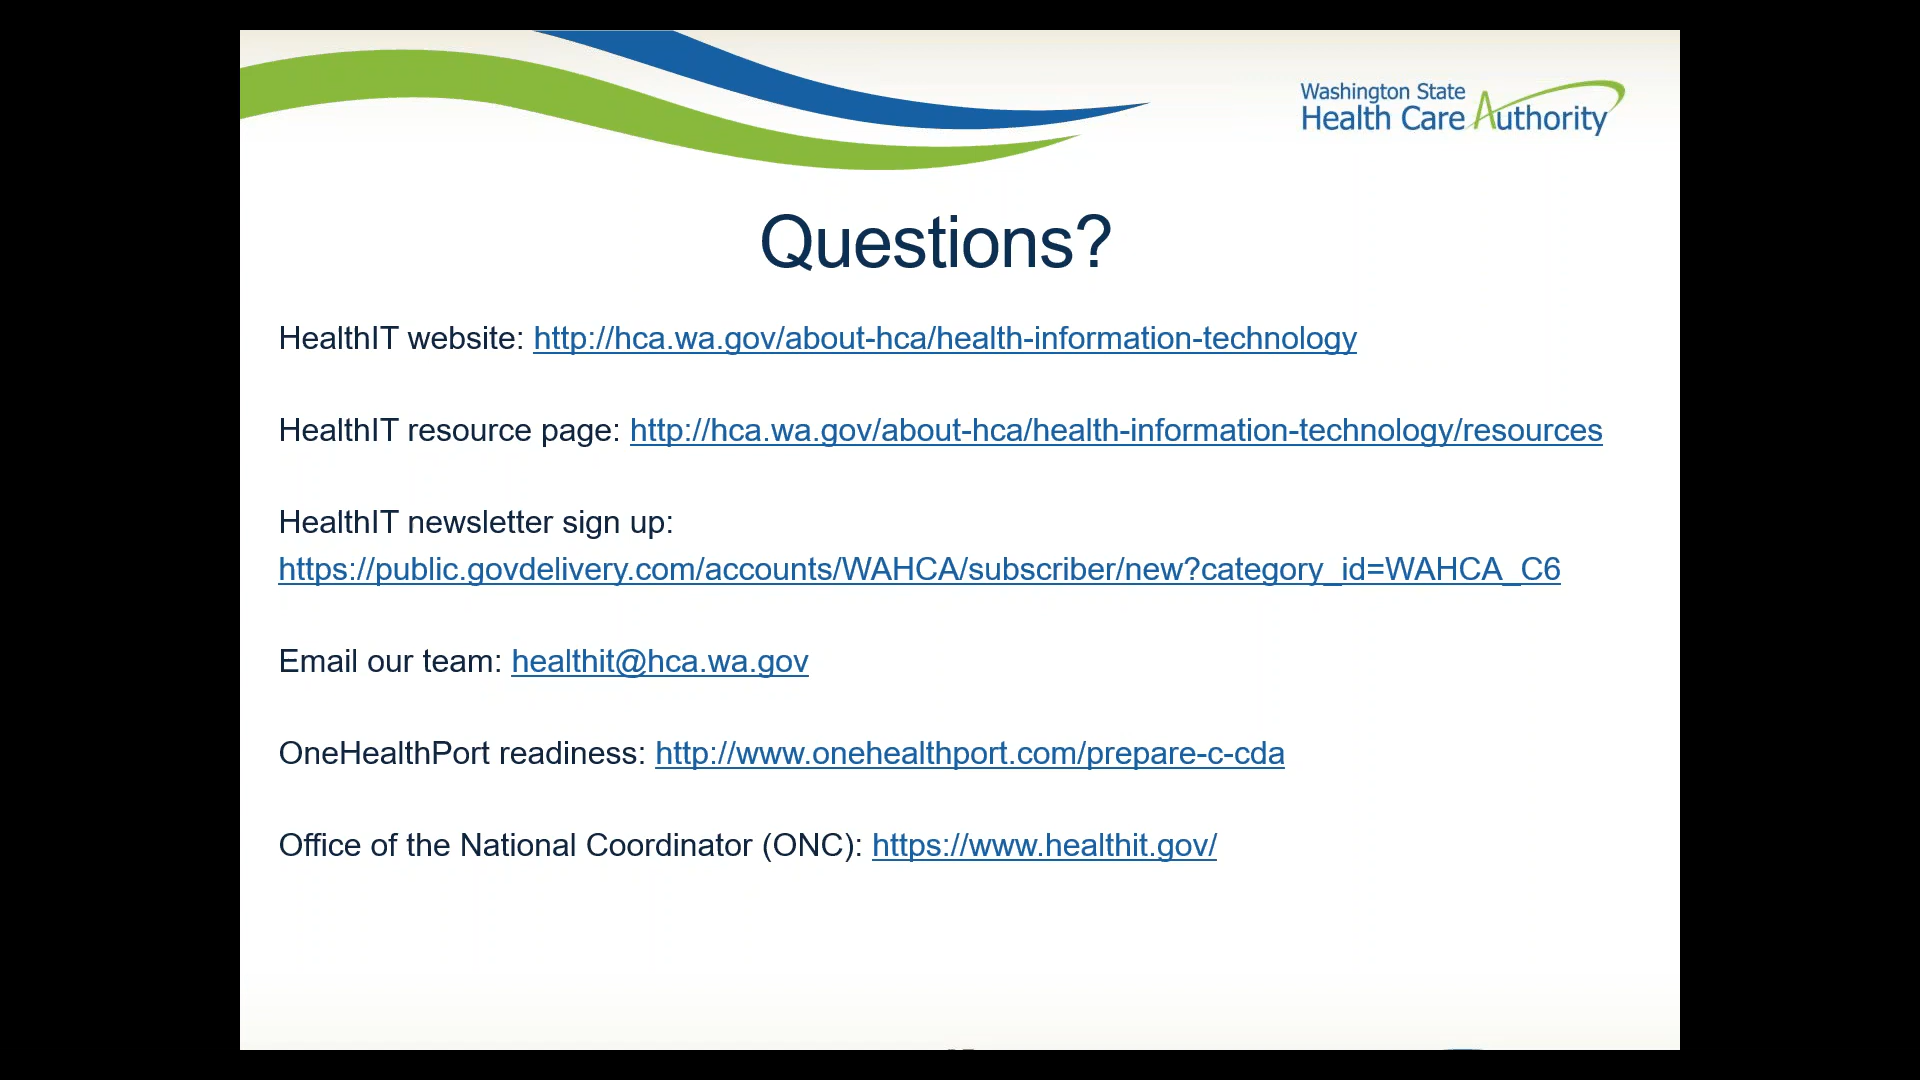 Washington State
Health Care Authority
Questions?
HealthIT website: http://hca.wa.gov/about-hca/health-information-technology
HealthIT resource page: http://hca.wa.gov/about-hca/health-information-technology/resources
HealthIT newsletter sign up:
https://public.govdelivery.com/accounts/WAHCA/subscriber/new?category_id=WAHCA_C6
Email our team: healthit@hca.wa.gov
OneHealthPort readiness: http://www.onehealthport.com/prepare-c-cda
Office of the National Coordinator (ONC): https://www.healthit.gov/